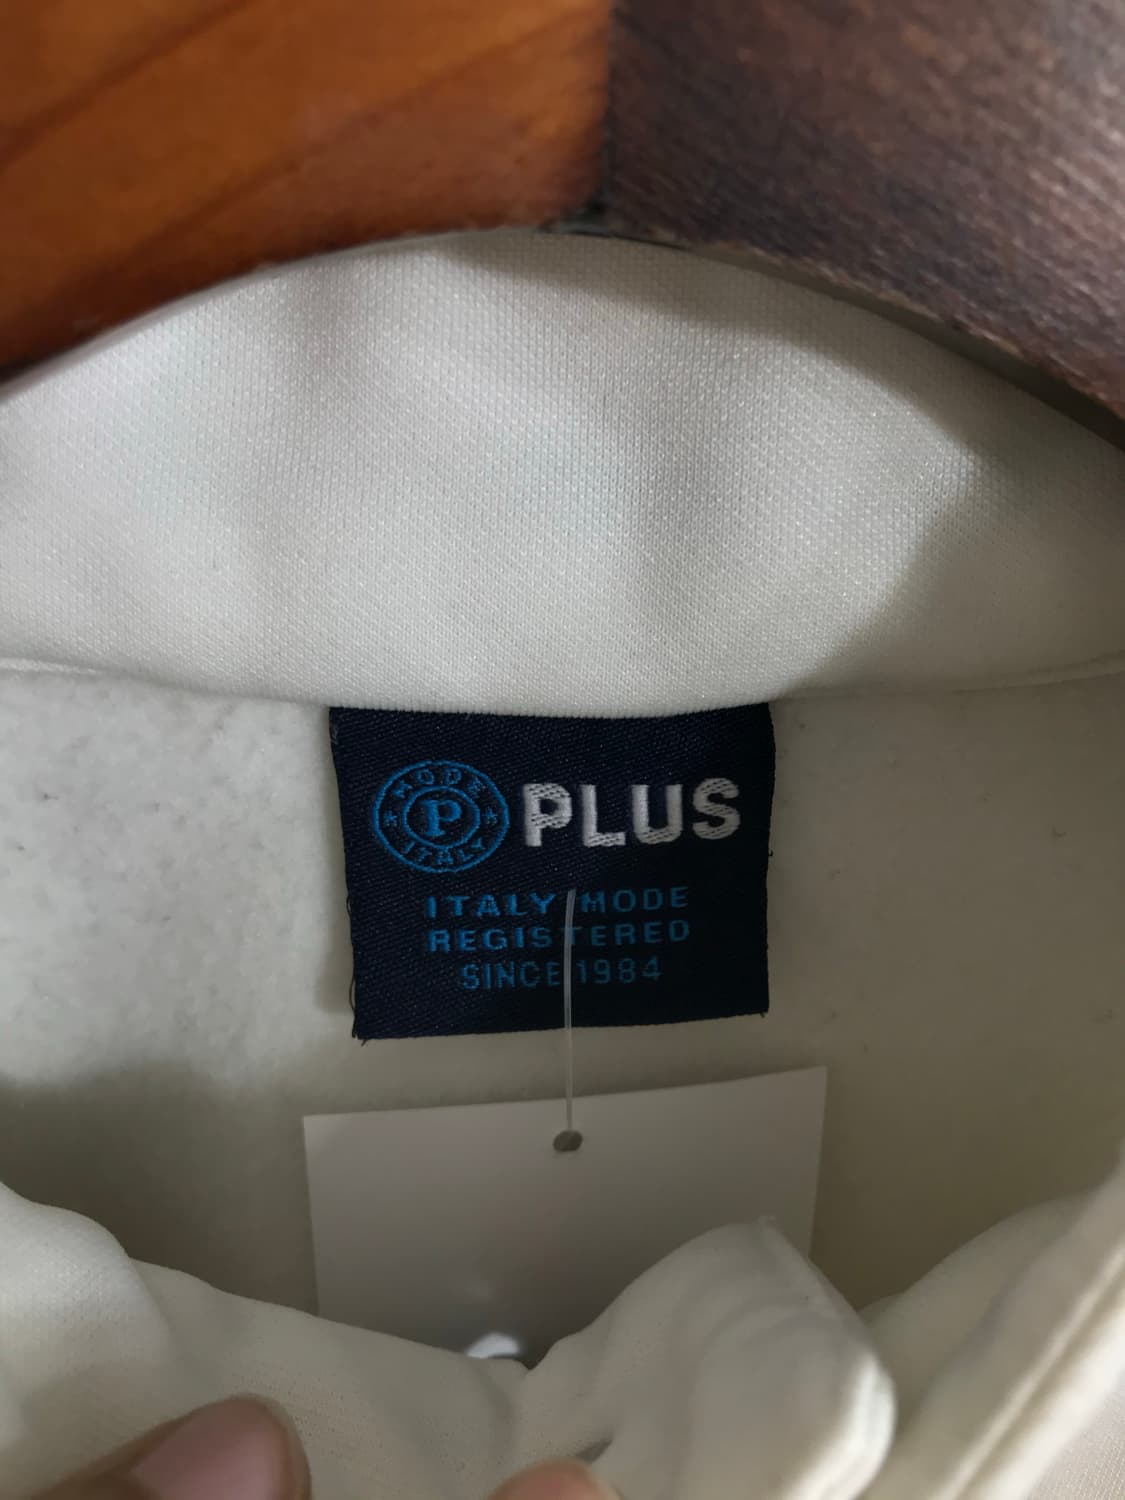 MODE
P
ITALY
PLUS
ITALY MODE
REGISTERED
SINCE 1984